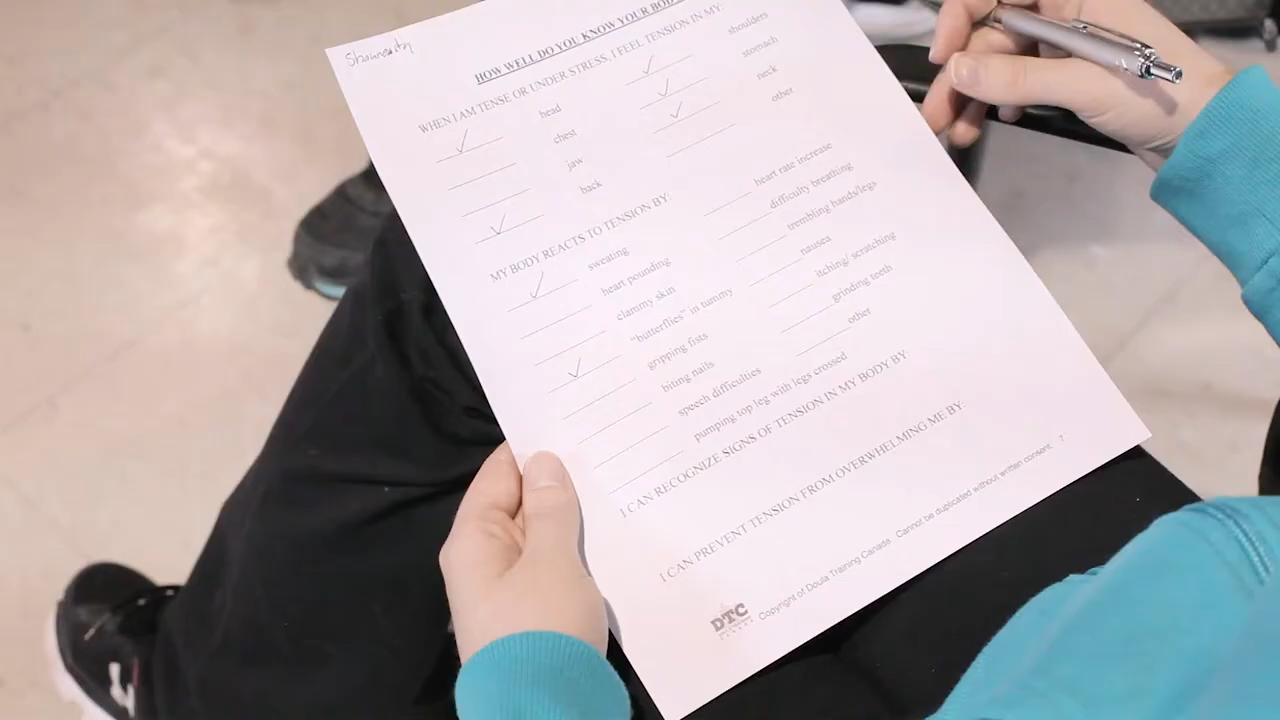 HOW WELL DO YOU KNOW YOUR BODY
WHEN I AM TENSE OR UNDER STRESS, I FEEL TENSION IN MY:
✓ head ✓ shoulders
chest ✓ stomach
jaw ✓ neck
✓ back other
MY BODY REACTS TO TENSION BY:
✓ sweating heart rate increase
heart pounding difficulty breathing
clammy skin trembling hands/legs
✓ "butterflies" in tummy nausea
gripping fists itching/ scratching
biting nails grinding teeth
speech difficulties other
pumping top leg with legs crossed
I CAN RECOGNIZE SIGNS OF TENSION IN MY BODY BY:
I CAN PREVENT TENSION FROM OVERWHELMING ME BY:
DTC
Copyright of Doula Training Canada. Cannot be duplicated without written consent. 7